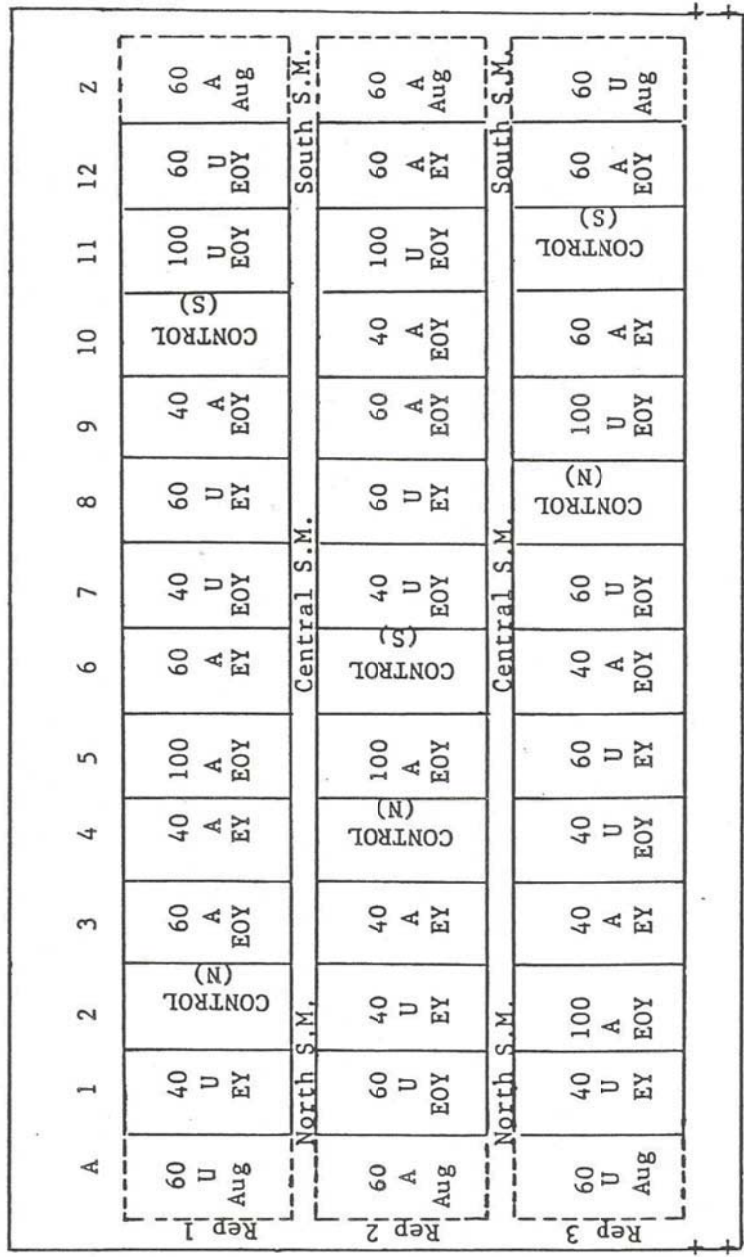 A 1 2 3 4 5 6 7 8 9 10 11 12 Z
Rep 1
60 40 CONTROL 60 40 100 60 40 60 40 CONTROL 100 60 60
U U (N) A A A A U U A (S) U U A
Aug EY EOY EY EOY EY EOY EY EOY EOY EOY Aug
North S.M. Central S.M. South S.M.
Rep 2
60 60 40 40 CONTROL 100 CONTROL 40 60 60 40 100 60 60
A U U A (N) A (S) U U A A U A A
Aug EOY EY EY EOY EOY EY EOY EOY EOY EY Aug
North S.M. Central S.M. South S.M.
Rep 3
60 40 100 40 40 60 40 60 CONTROL 100 60 CONTROL 60 60
U U A A U U A U (N) U A (S) A U
Aug EY EOY EY EOY EY EOY EOY EOY EY EOY Aug